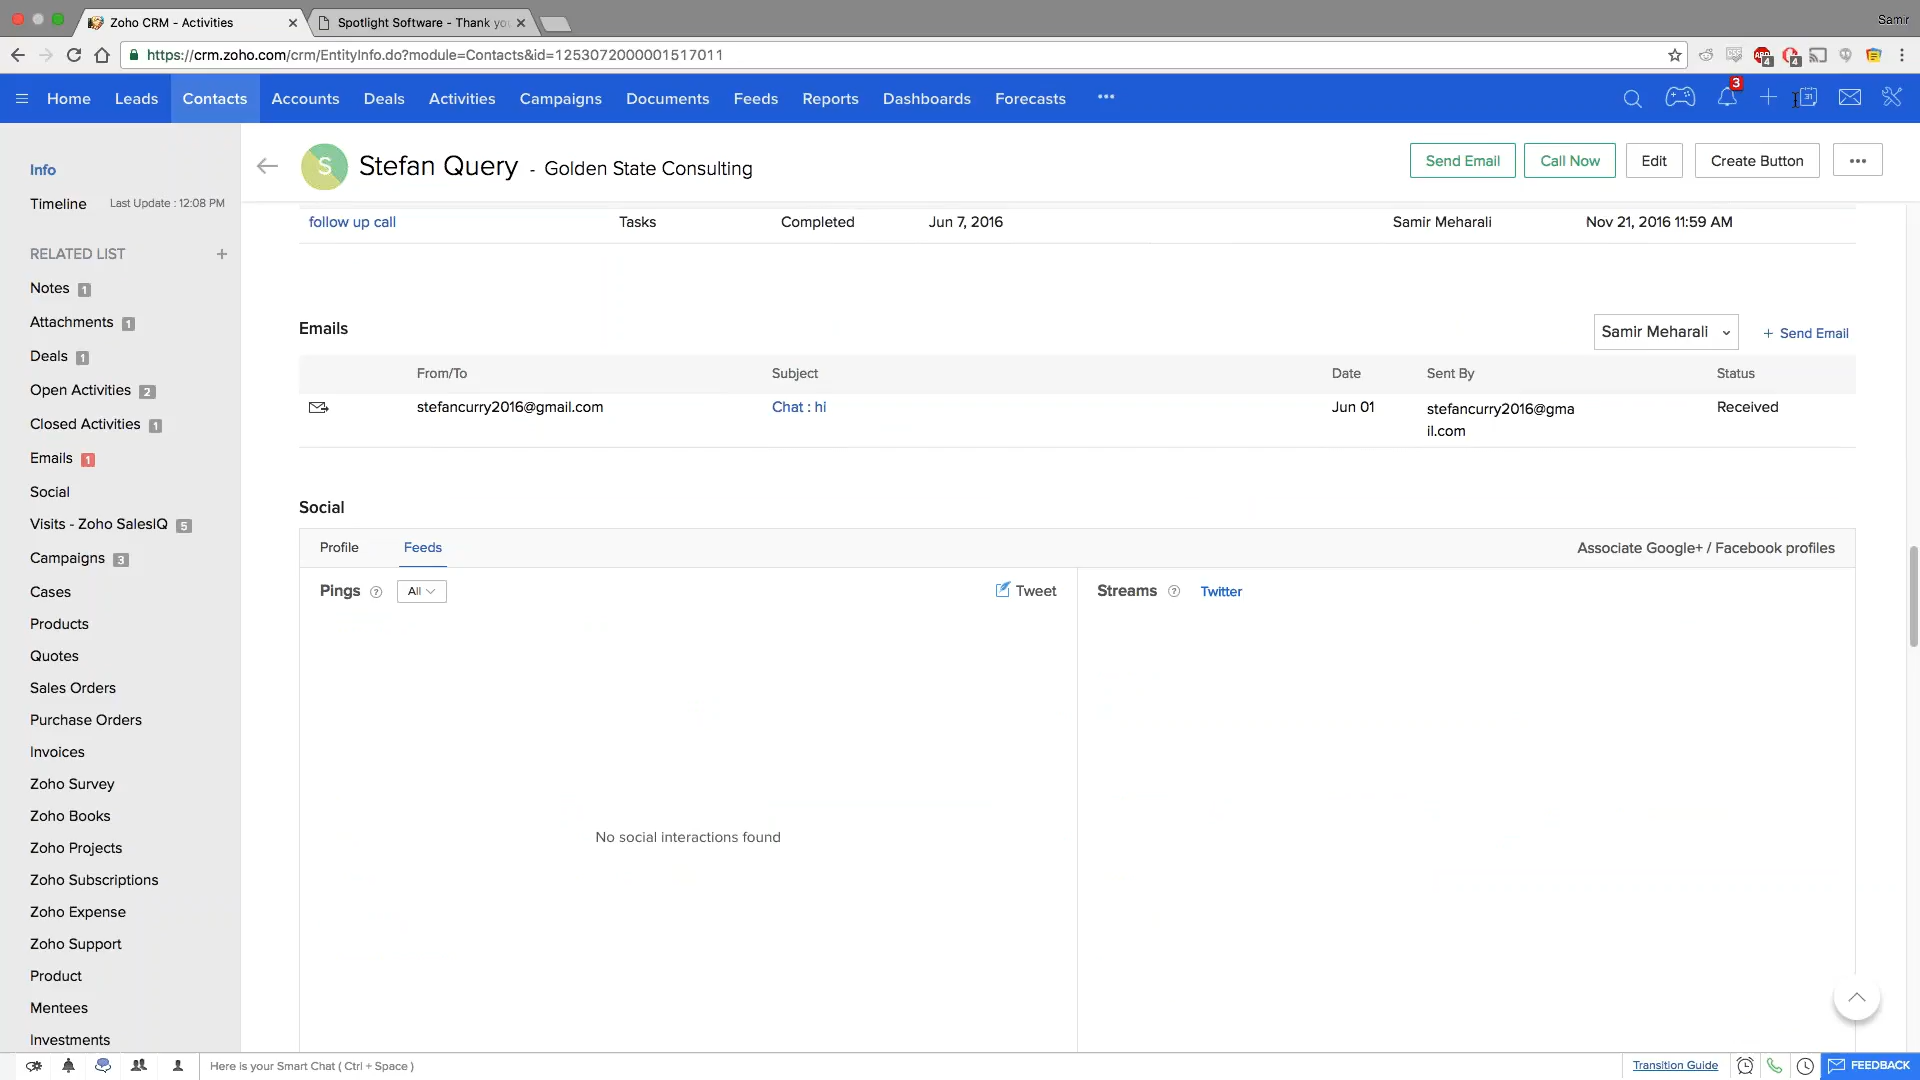 Zoho CRM - Activities
Spotlight Software - Thank yo
Samir
https://crm.zoho.com/crm/EntityInfo.do?module=Contacts&id=1253072000001517011
4
4
Home Leads Contacts Accounts Deals Activities Campaigns Documents Feeds Reports Dashboards Forecasts •••
3
31
Info
Timeline Last Update : 12:08 PM
RELATED LIST +
Notes 1
Attachments 1
Deals 1
Open Activities 2
Closed Activities 1
Emails 1
Social
Visits - Zoho SalesIQ 5
Campaigns 3
Cases
Products
Quotes
Sales Orders
Purchase Orders
Invoices
Zoho Survey
Zoho Books
Zoho Projects
Zoho Subscriptions
Zoho Expense
Zoho Support
Product
Mentees
Investments
S
Stefan Query - Golden State Consulting
Send Email
Call Now
Edit
Create Button
•••
follow up call Tasks Completed Jun 7, 2016 Samir Meharali Nov 21, 2016 11:59 AM
Emails
Samir Meharali
+ Send Email
From/To Subject Date Sent By Status
stefancurry2016@gmail.com Chat : hi Jun 01 stefancurry2016@gma
il.com
Received
Social
Profile Feeds Associate Google+ / Facebook profiles
Pings ? All
Tweet
Streams ? Twitter
No social interactions found
Here is your Smart Chat ( Ctrl + Space )
Transition Guide
FEEDBACK